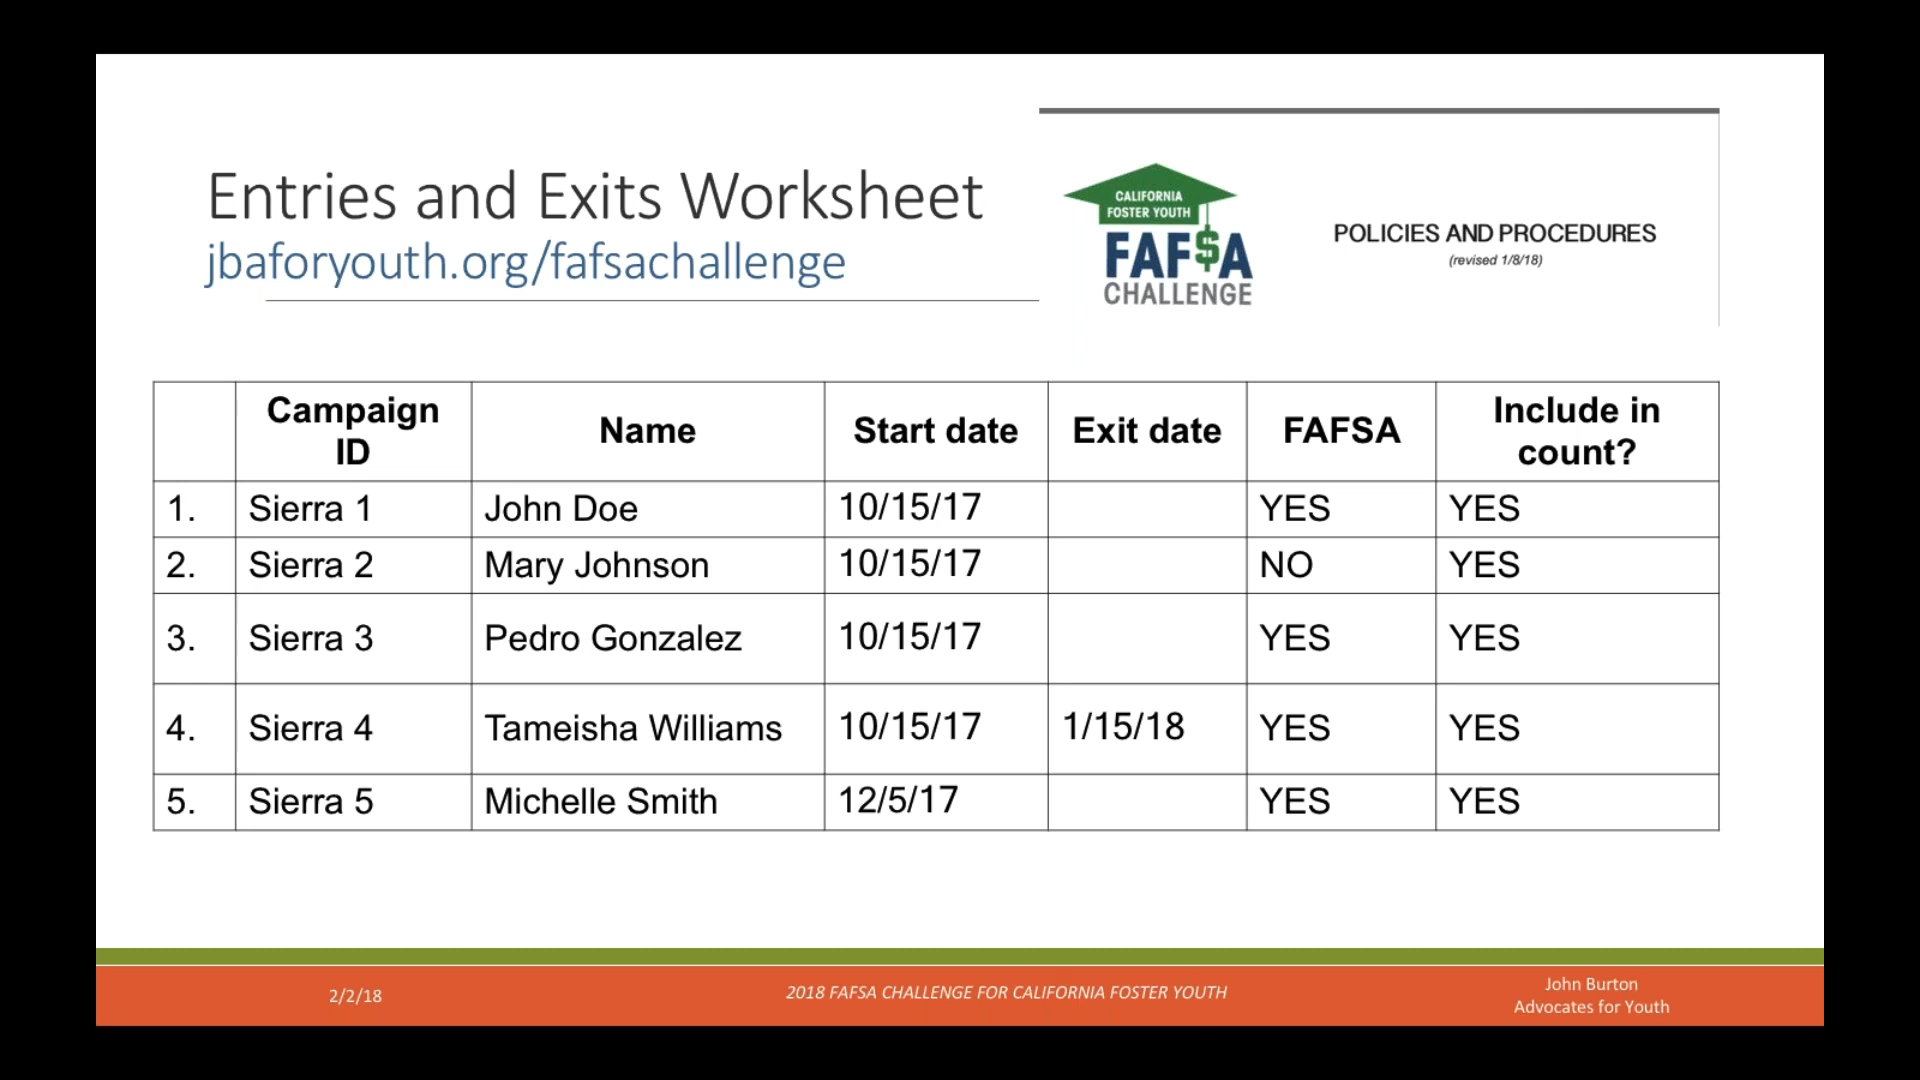 Entries and Exits Worksheet
jbaforyouth.org/fafsachallenge
CALIFORNIA
FOSTER YOUTH
FAF$A
CHALLENGE
POLICIES AND PROCEDURES
(revised 1/8/18)
Campaign ID Name Start date Exit date FAFSA Include in count?
1. Sierra 1 John Doe 10/15/17 YES YES
2. Sierra 2 Mary Johnson 10/15/17 NO YES
3. Sierra 3 Pedro Gonzalez 10/15/17 YES YES
4. Sierra 4 Tameisha Williams 10/15/17 1/15/18 YES YES
5. Sierra 5 Michelle Smith 12/5/17 YES YES
2/2/18
2018 FAFSA CHALLENGE FOR CALIFORNIA FOSTER YOUTH
John Burton
Advocates for Youth